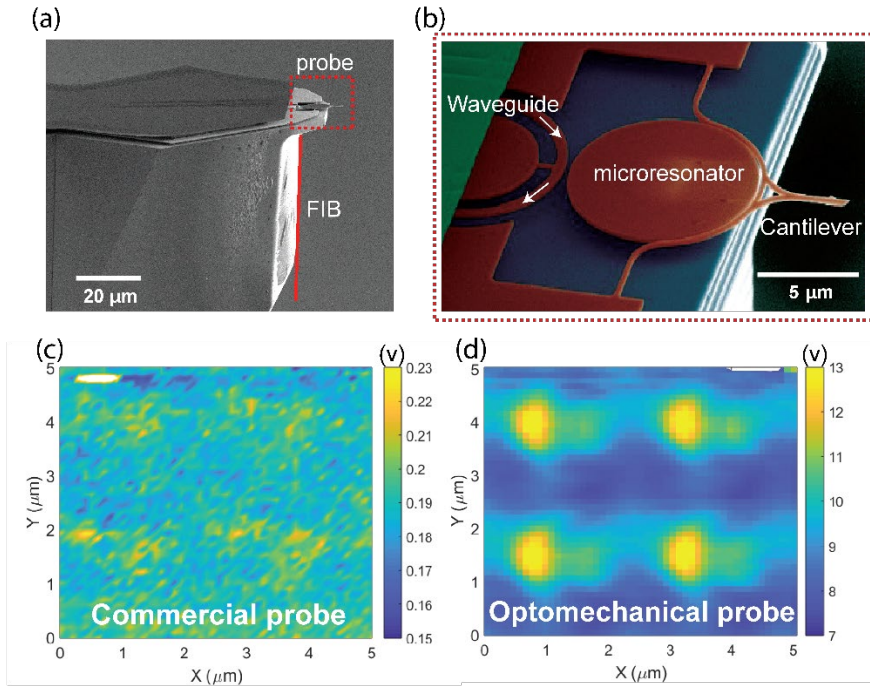 (a)
probe
FIB
20 μm
(b)
Waveguide
microresonator
Cantilever
5 μm
(c)
(v)
5
4
3
2
1
0
Y (μm)
0 1 2 3 4 5
X (μm)
Commercial probe
0.23
0.22
0.21
0.20
0.19
0.18
0.17
0.16
0.15
(d)
(v)
5
4
3
2
1
0
Y (μm)
0 1 2 3 4 5
X (μm)
Optomechanical probe
13
12
11
10
9
8
7